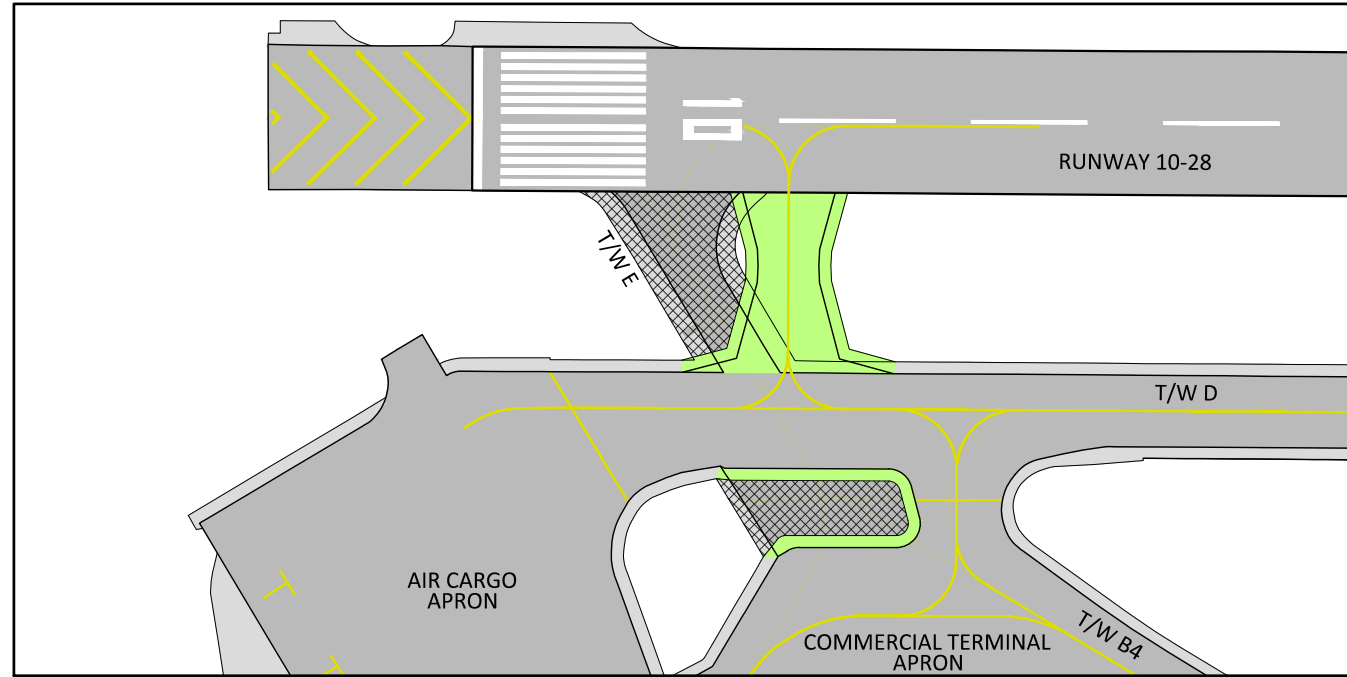 RUNWAY 10-28
T/W E
T/W D
AIR CARGO
APRON
T/W B4
COMMERCIAL TERMINAL
APRON